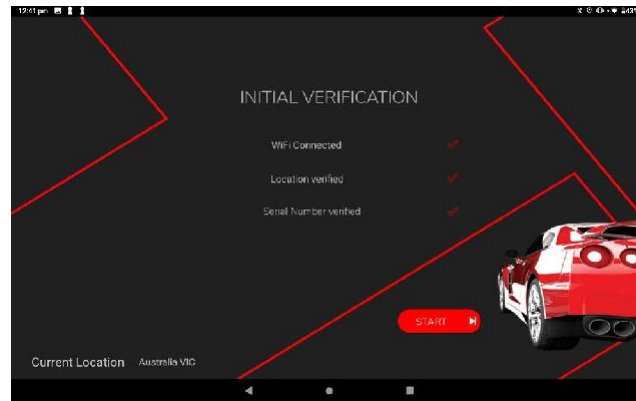 12:41 pm
INITIAL VERIFICATION
WiFi Connected
Location verified
Serial Number verified
START
Current Location Australia VIC